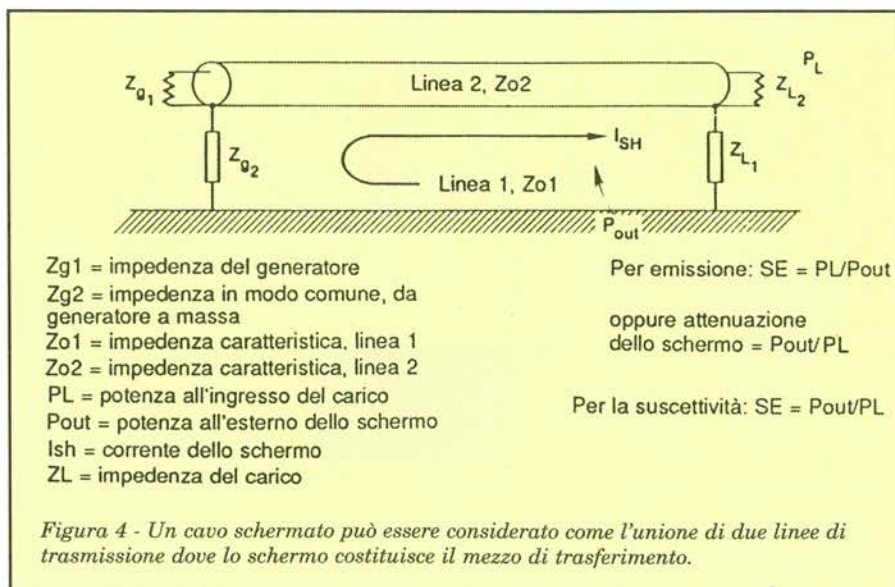 P_L
Z_g1
Linea 2, Zo2
Z_L2
Z_g2
I_SH
Z_L1
Linea 1, Zo1
P_out
Zg1 = impedenza del generatore
Zg2 = impedenza in modo comune, da
generatore a massa
Zo1 = impedenza caratteristica, linea 1
Zo2 = impedenza caratteristica, linea 2
PL = potenza all'ingresso del carico
Pout = potenza all'esterno dello schermo
Ish = corrente dello schermo
ZL = impedenza del carico
Per emissione: SE = PL/Pout
oppure attenuazione
dello schermo = Pout/PL
Per la suscettività: SE = Pout/PL
Figura 4 - Un cavo schermato può essere considerato come l'unione di due linee di
trasmissione dove lo schermo costituisce il mezzo di trasferimento.